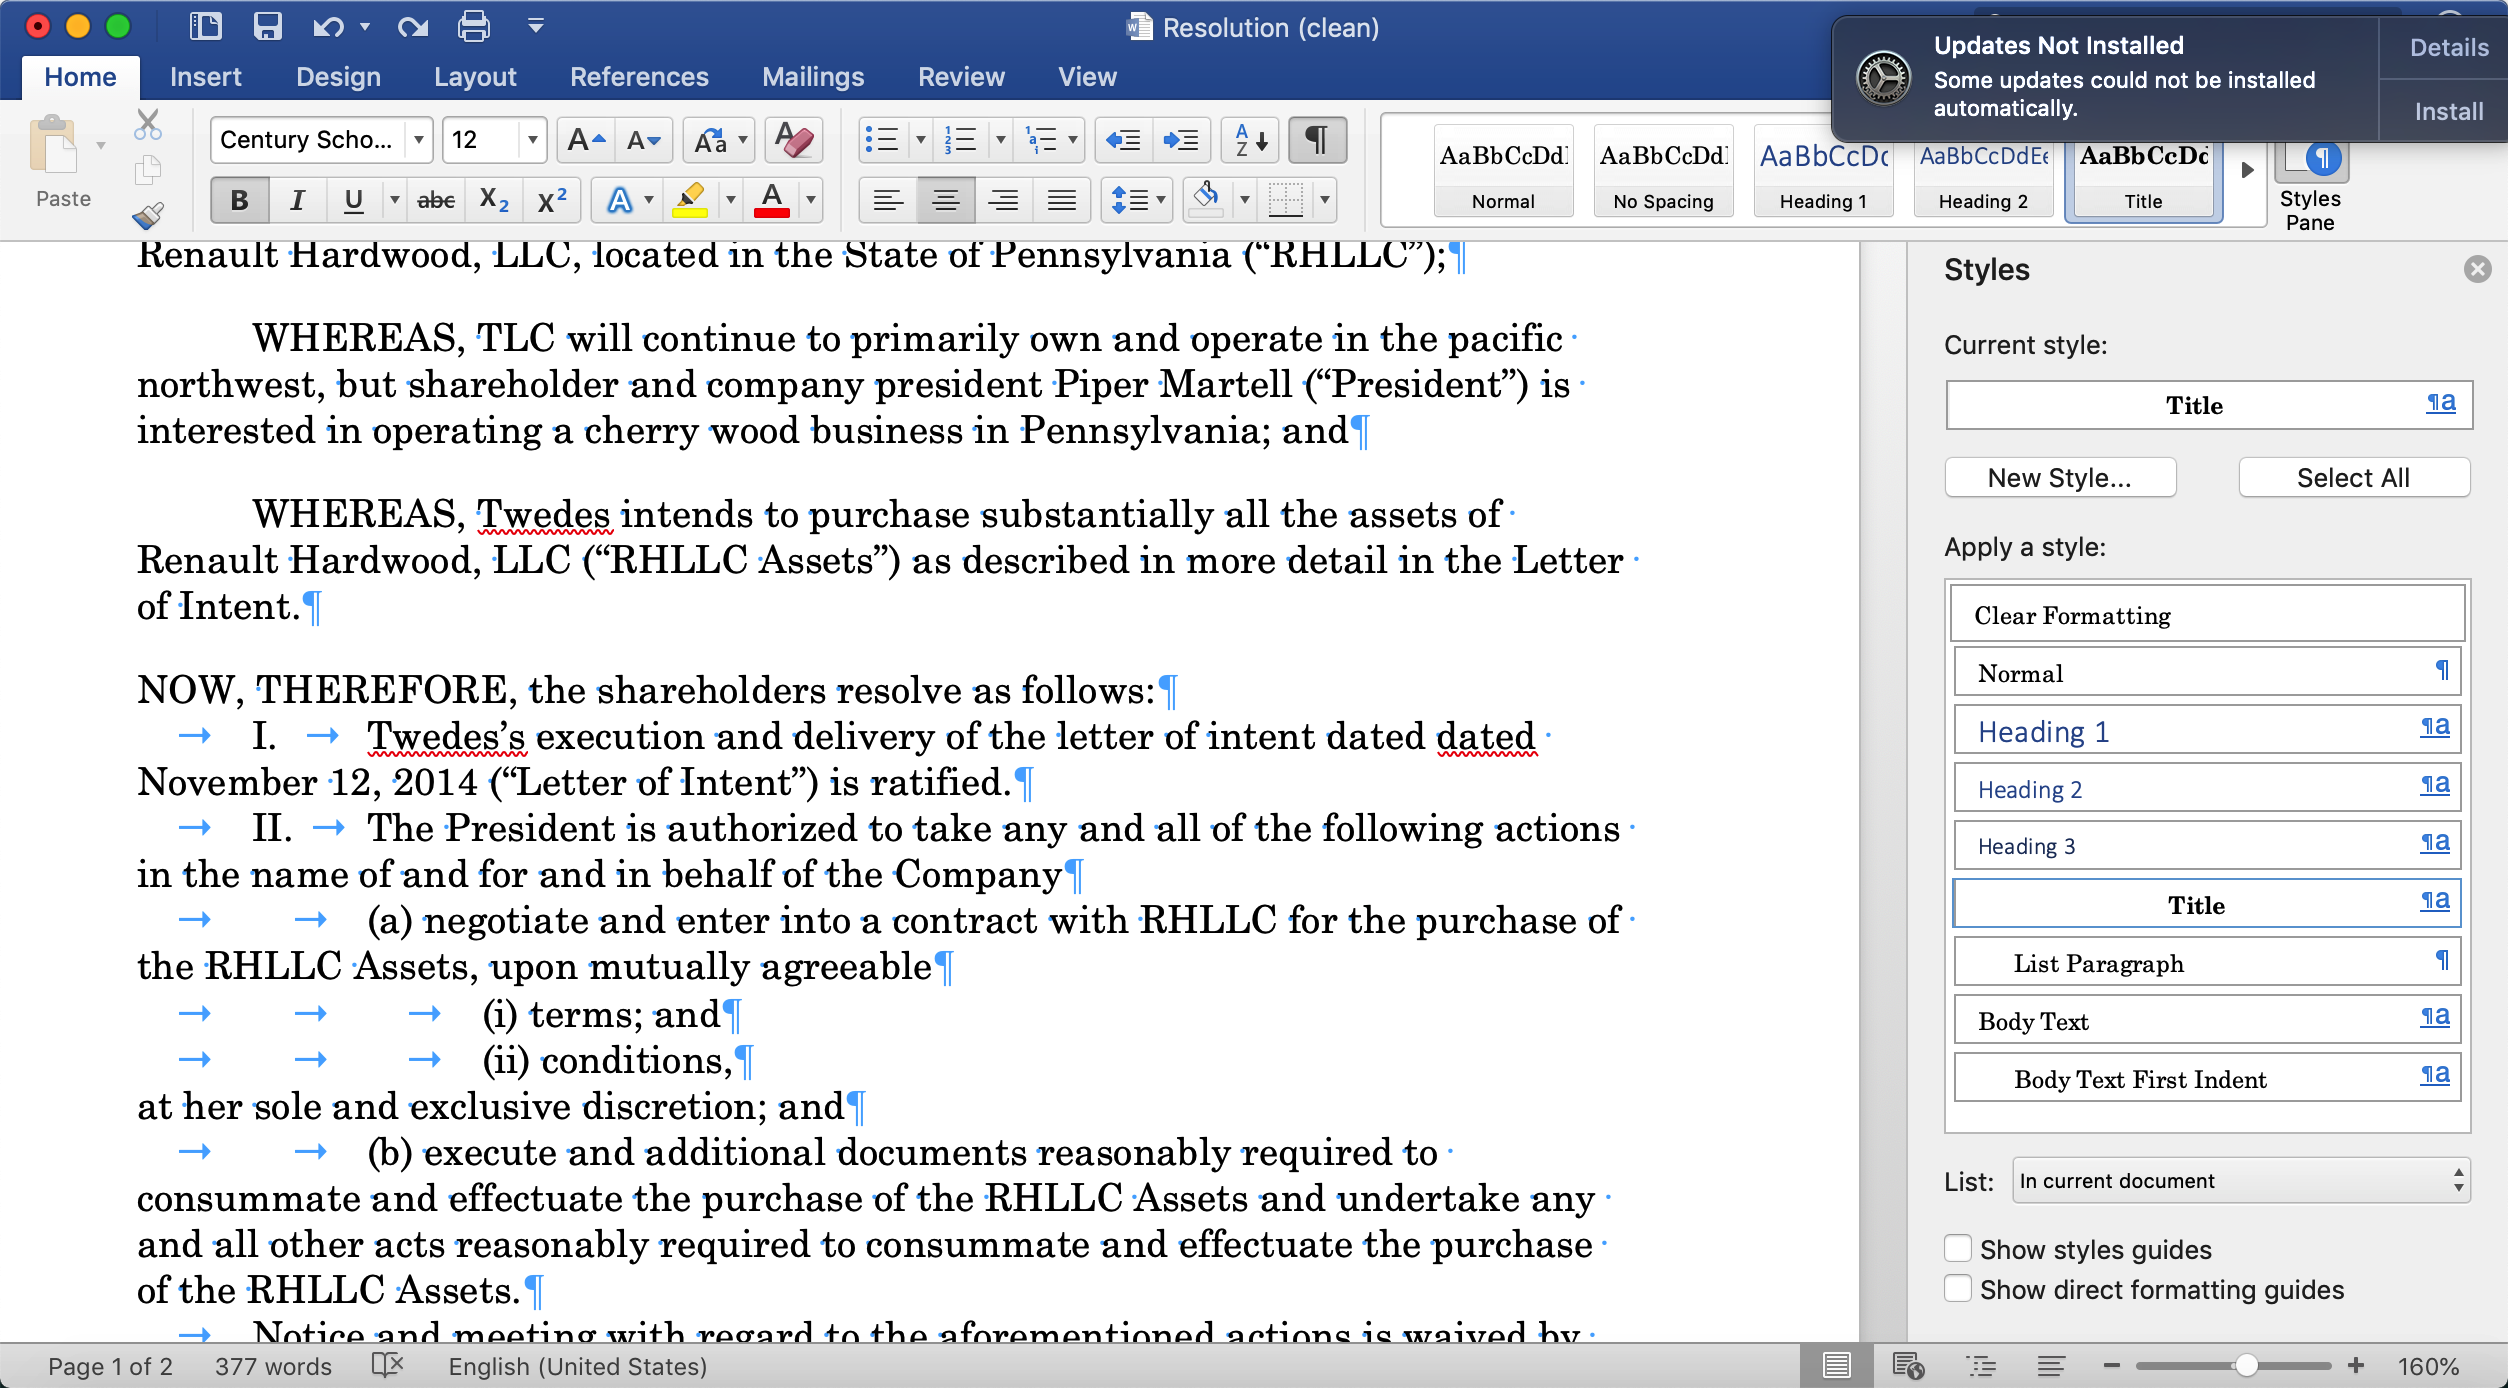 Resolution (clean)
Updates Not Installed
Some updates could not be installed
automatically.
Details
Install
Home Insert Design Layout References Mailings Review View
Paste
Century Scho... 12
AaBbCcDdl Normal
AaBbCcDdl No Spacing
AaBbCcDc Heading 1
AaBbCcDdEe Heading 2
AaBbCcDd Title
Styles
Pane
Renault Hardwood, LLC, located in the State of Pennsylvania (“RHLLC”);¶
WHEREAS, TLC will continue to primarily own and operate in the pacific
northwest, but shareholder and company president Piper Martell (“President”) is
interested in operating a cherry wood business in Pennsylvania; and¶
WHEREAS, Twedes intends to purchase substantially all the assets of
Renault Hardwood, LLC (“RHLLC Assets”) as described in more detail in the Letter
of Intent.¶
NOW, THEREFORE, the shareholders resolve as follows:¶
→ I. → Twedes’s execution and delivery of the letter of intent dated dated
November 12, 2014 (“Letter of Intent”) is ratified.¶
→ II. → The President is authorized to take any and all of the following actions
in the name of and for and in behalf of the Company¶
→ → (a) negotiate and enter into a contract with RHLLC for the purchase of
the RHLLC Assets, upon mutually agreeable¶
→ → → (i) terms; and¶
→ → → (ii) conditions,¶
at her sole and exclusive discretion; and¶
→ → (b) execute and additional documents reasonably required to
consummate and effectuate the purchase of the RHLLC Assets and undertake any
and all other acts reasonably required to consummate and effectuate the purchase
of the RHLLC Assets.¶
→ Notice and meeting with regard to the aforementioned actions is waived by
Styles
Current style:
Title ¶a
New Style... Select All
Apply a style:
Clear Formatting
Normal ¶
Heading 1 ¶a
Heading 2 ¶a
Heading 3 ¶a
Title ¶a
List Paragraph ¶
Body Text ¶a
Body Text First Indent ¶a
List: In current document
Show styles guides
Show direct formatting guides
Page 1 of 2 377 words English (United States) 160%